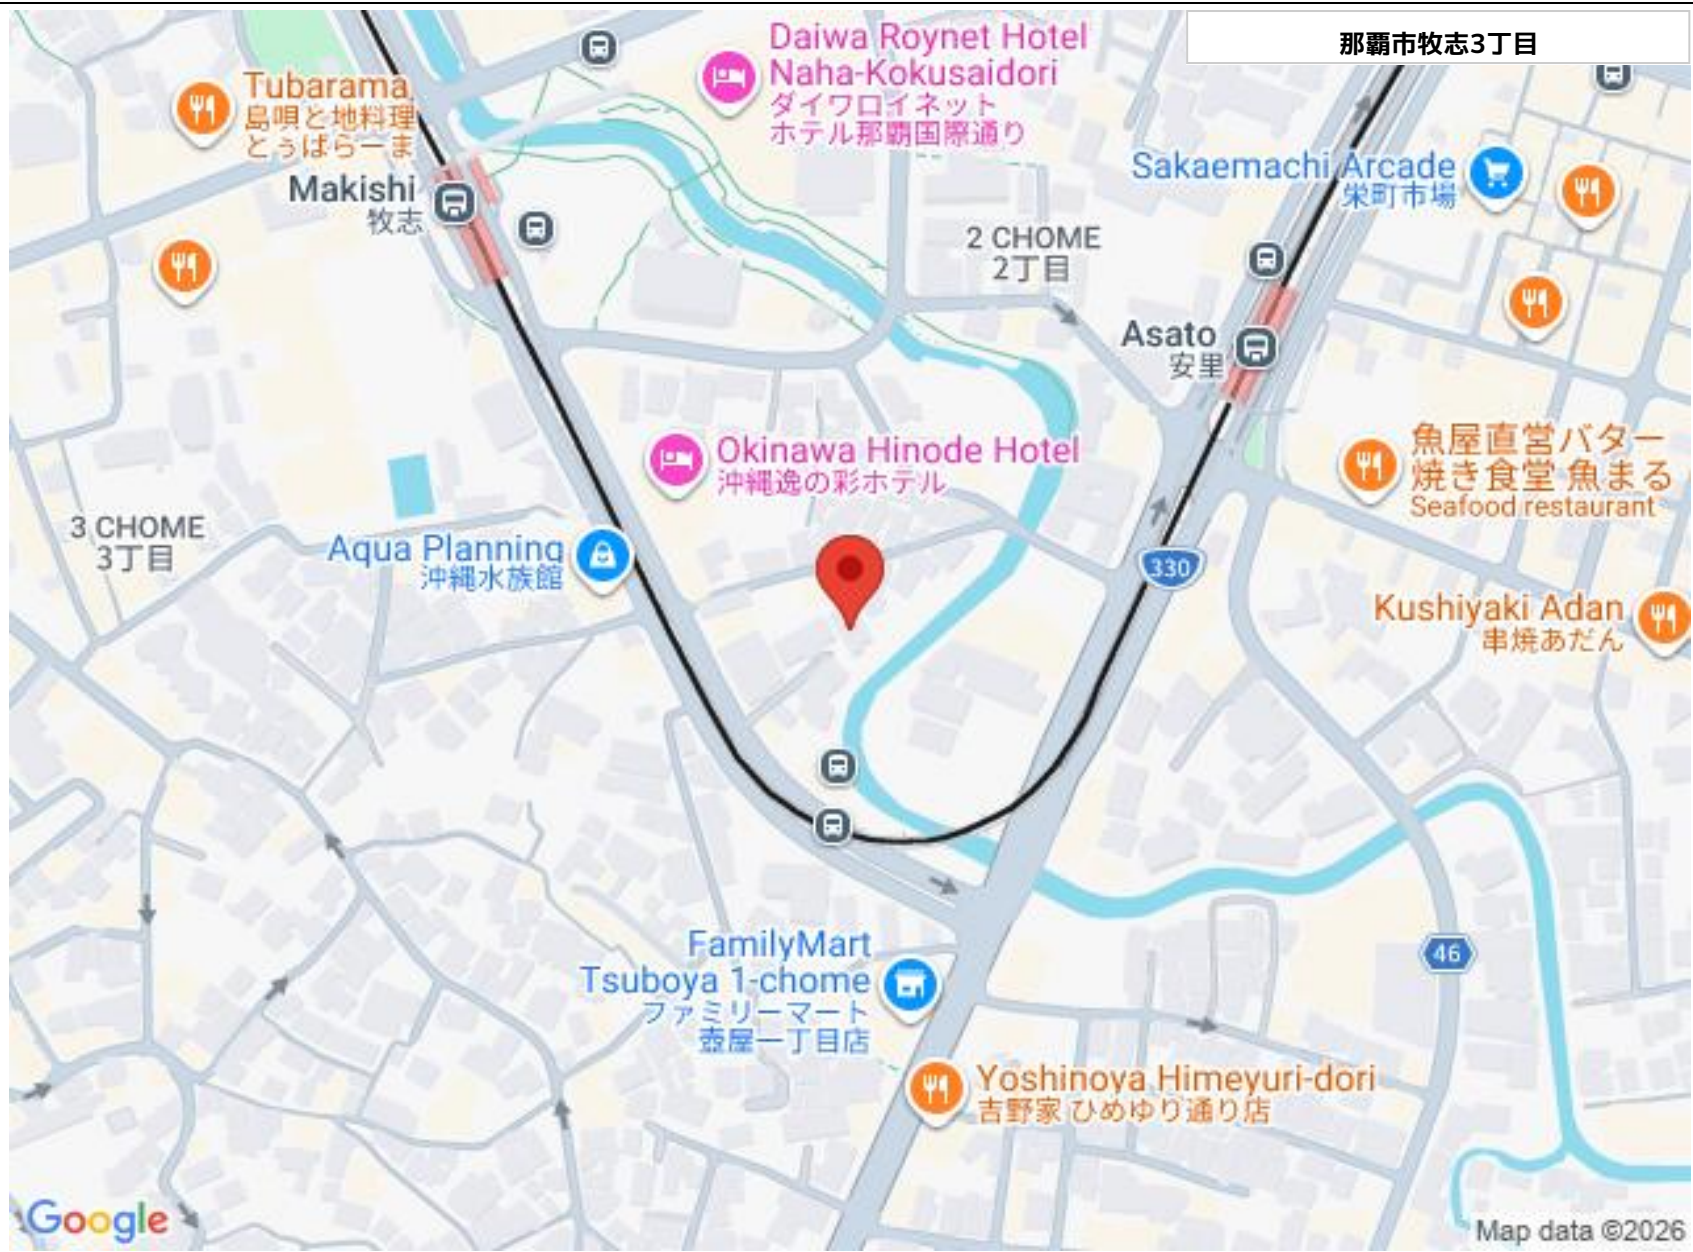 那覇市牧志3丁目
Daiwa Roynet Hotel
Naha-Kokusaidori
ダイワロイネット
ホテル那覇国際通り
Tubarama
島唄と地料理
とぅばらーま
Makishi
牧志
Sakaemachi Arcade
栄町市場
2 CHOME
2丁目
Asato
安里
Okinawa Hinode Hotel
沖縄逸の彩ホテル
魚屋直営バター
焼き食堂 魚まる
Seafood restaurant
3 CHOME
3丁目
Aqua Planning
沖縄水族館
330
Kushiyaki Adan
串焼あだん
FamilyMart
Tsuboya 1-chome
ファミリーマート
壺屋一丁目店
46
Yoshinoya Himeyuri-dori
吉野家 ひめゆり通り店
Google
Map data ©2026